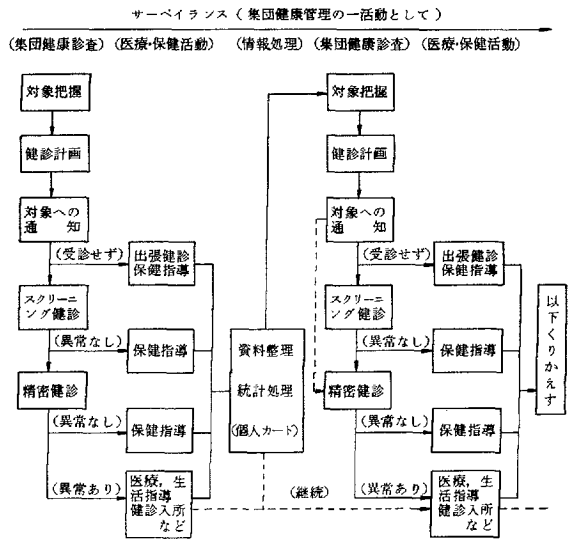 サーベイランス（集団健康管理の一活動として）
(集団健康診査)(医療・保健活動) (情報処理) (集団健康診査) (医療・保健活動)
対象把握
健診計画
対象への
通知
(受診せず)
出張健診
保健指導
スクリーニ
ング健診
(異常なし)
保健指導
精密健診
(異常なし)
保健指導
(異常あり)
医療,生
活指導
健診入所
など
資料整理
統計処理
(個人カード)
(継続)
対象把握
健診計画
対象への
通知
(受診せず)
出張健診
保健指導
スクリーニ
ング健診
(異常なし)
保健指導
精密健診
(異常なし)
保健指導
(異常あり)
医療,生
活指導
健診入所
など
以下くりかえす